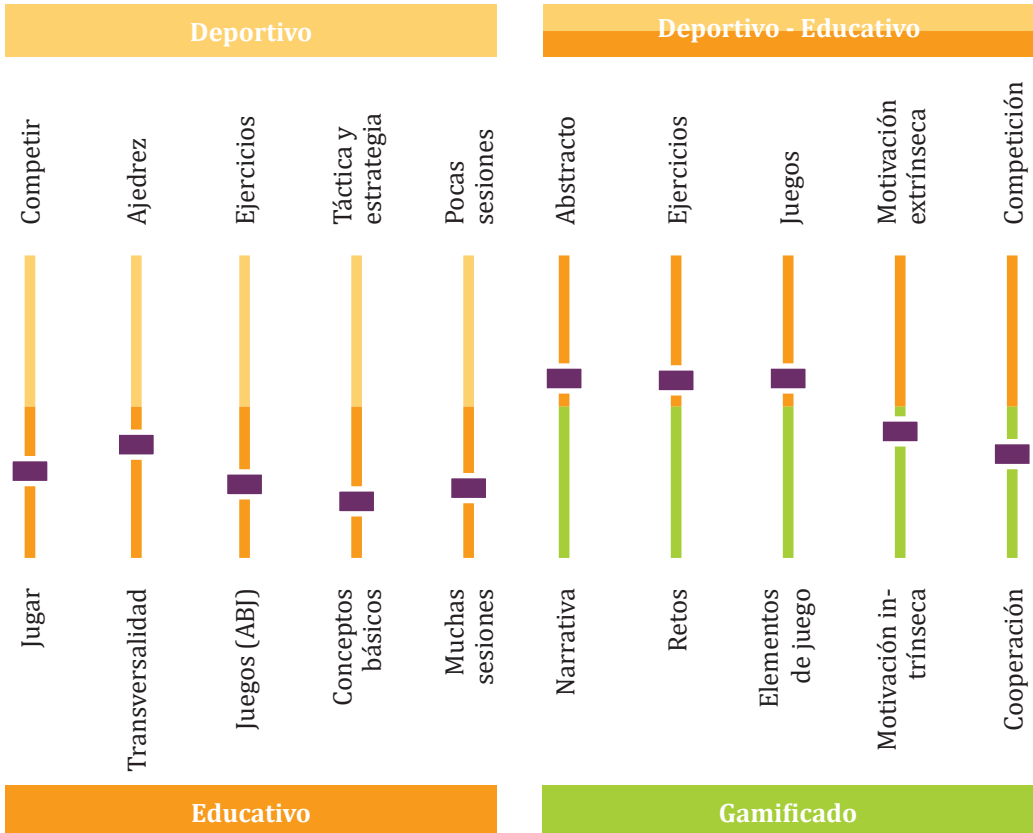 Deportivo
Deportivo - Educativo
Competir
Ajedrez
Ejercicios
Táctica y
estrategia
Pocas
sesiones
Abstracto
Ejercicios
Juegos
Motivación
extrínseca
Competición
Jugar
Transversalidad
Juegos (ABJ)
Conceptos
básicos
Muchas
sesiones
Narrativa
Retos
Elementos
de juego
Motivación in-
trínseca
Cooperación
Educativo
Gamificado